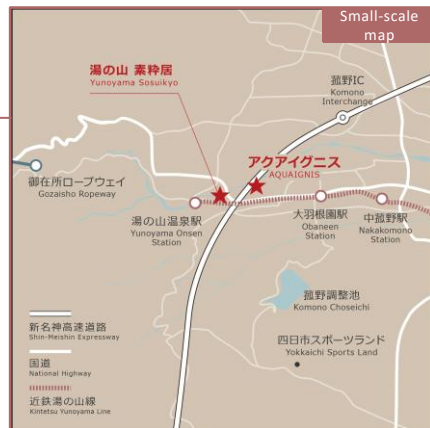 Small-scale
map
湯の山 素粋居
Yunoyama Sosuikyo
菰野IC
Komono
Interchange
アクアイグニス
AQUAIGNIS
御在所ロープウェイ
Gozaisho Ropeway
湯の山温泉駅
Yunoyama Onsen
Station
大羽根園駅
Obaneen
Station
中菰野駅
Nakakomono
Station
菰野調整池
Komono Choseichi
四日市スポーツランド
Yokkaichi Sports Land
新名神高速道路
Shin-Meishin Expressway
国道
National Highway
近鉄湯の山線
Kintetsu Yunoyama Line